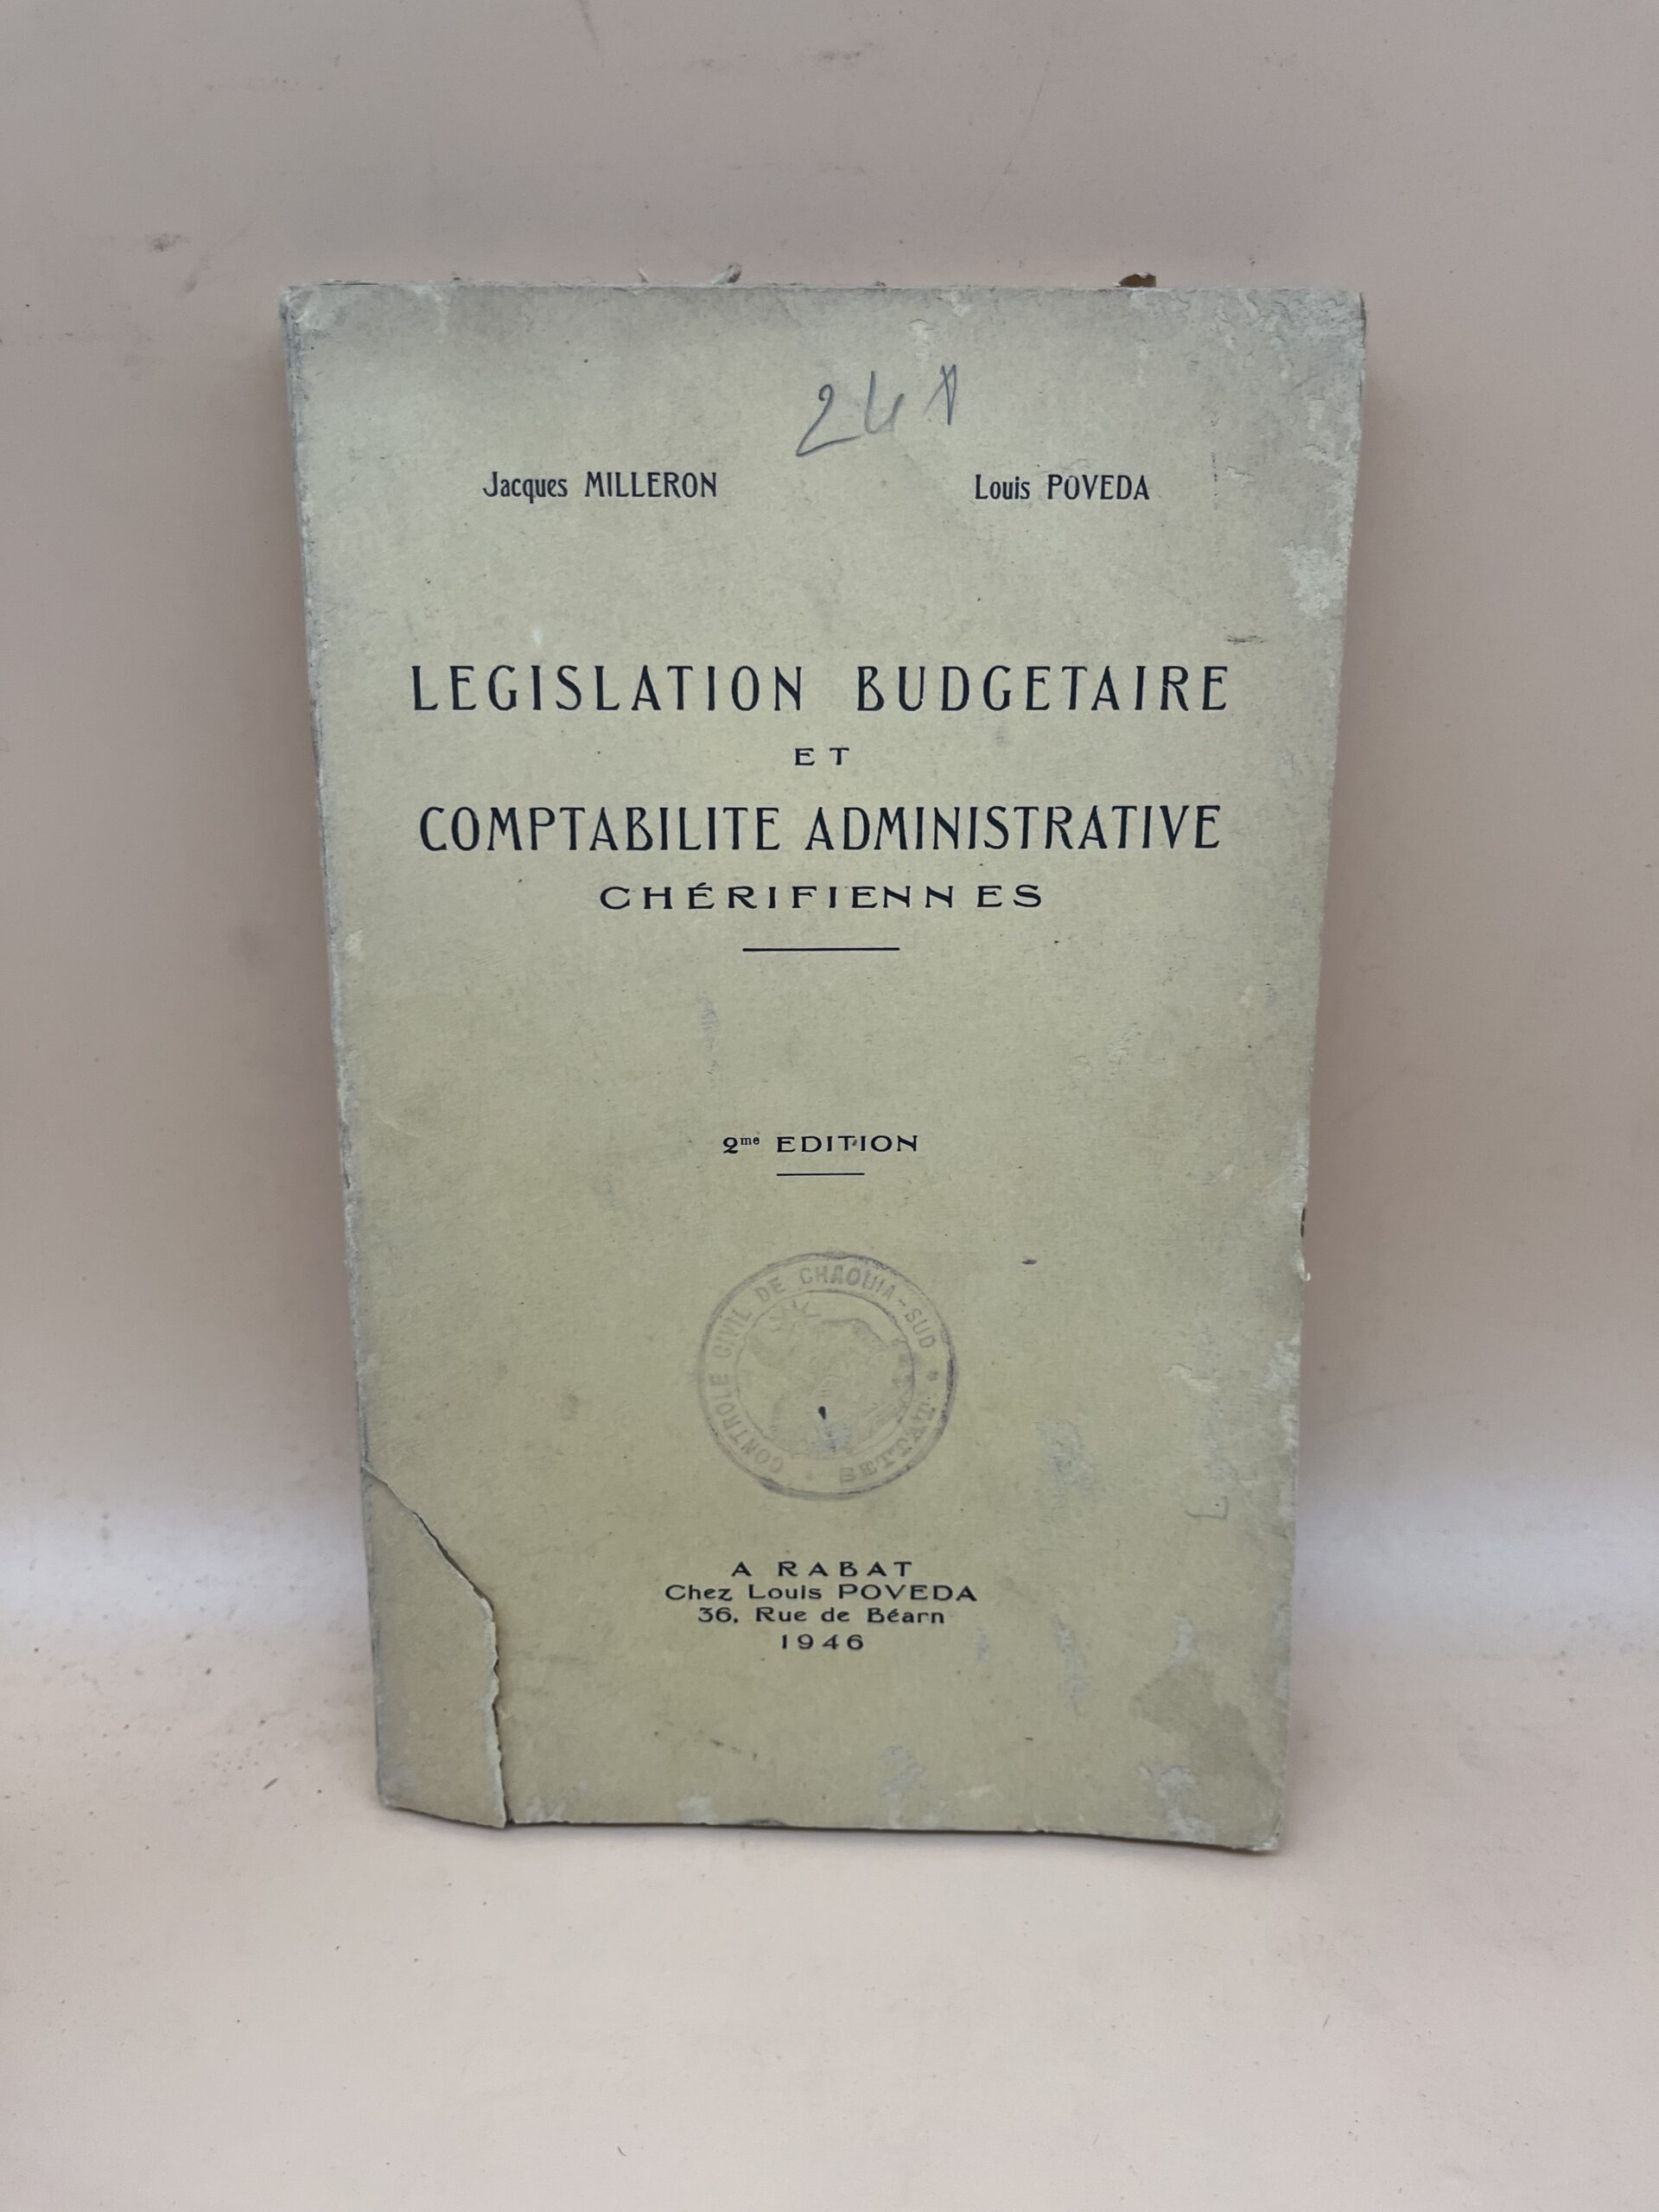 Jacques MILLERON Louis POVEDA
LEGISLATION BUDGETAIRE
ET
COMPTABILITE ADMINISTRATIVE
CHÉRIFIENNES
2me EDITION
CONTROLE CIVIL DE CHAOUIA-SUD
* SETTAT *
A RABAT
Chez Louis POVEDA
36, Rue de Béarn
1946